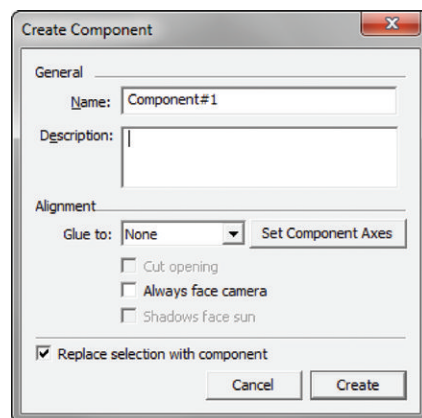 Create Component
General
Name: Component#1
Description:
Alignment
Glue to: None Set Component Axes
Cut opening
Always face camera
Shadows face sun
Replace selection with component
Cancel Create